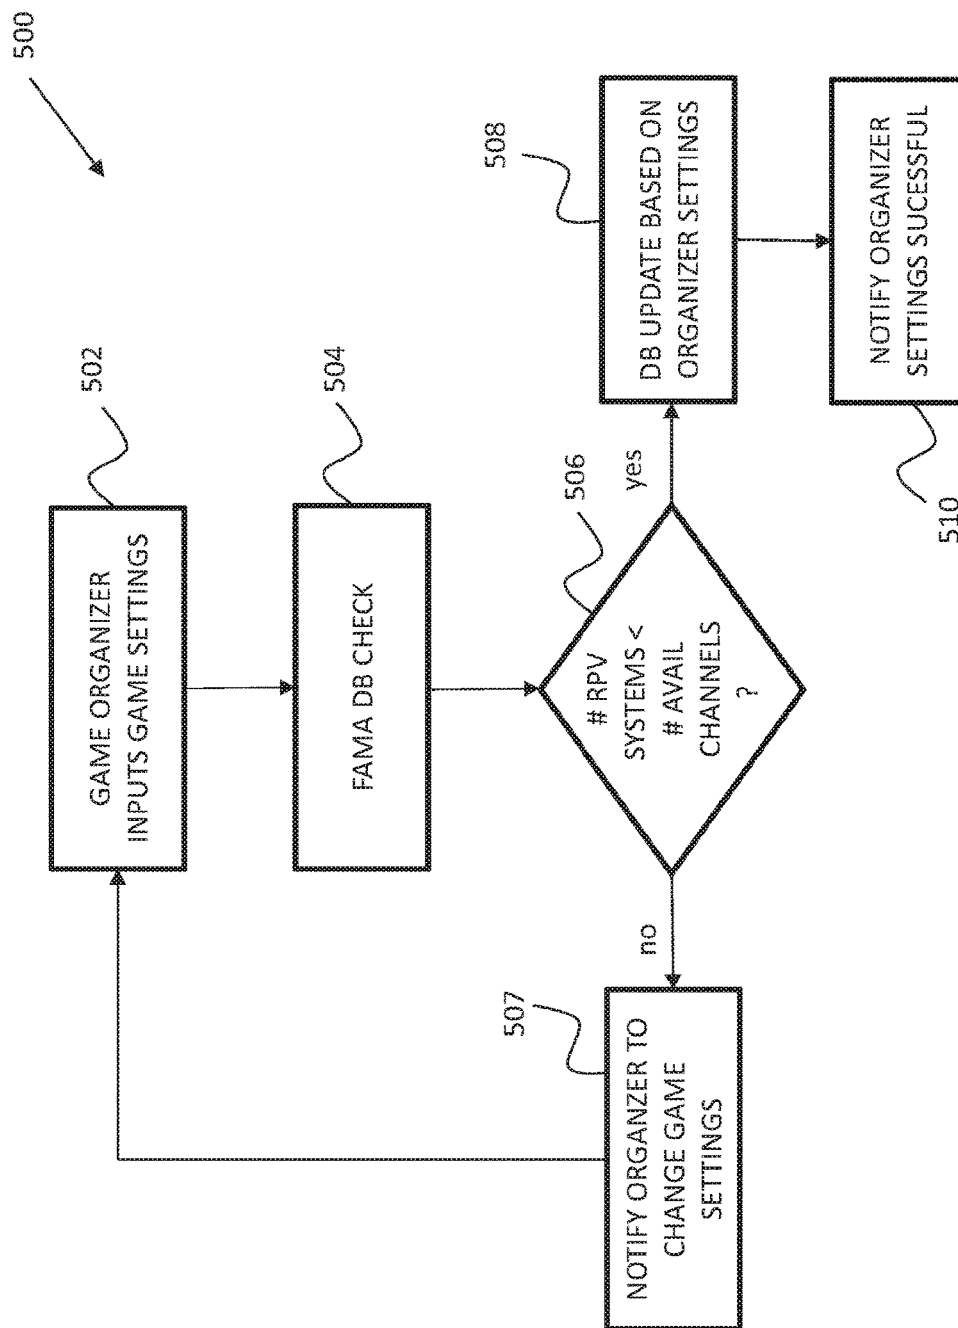 500
502
GAME ORGANIZER
INPUTS GAME SETTINGS
504
FAMA DB CHECK
506
# RPV
SYSTEMS <
# AVAIL
CHANNELS
?
no
yes
507
NOTIFY ORGANZER TO
CHANGE GAME
SETTINGS
508
DB UPDATE BASED ON
ORGANIZER SETTINGS
510
NOTIFY ORGANIZER
SETTINGS SUCESSFUL